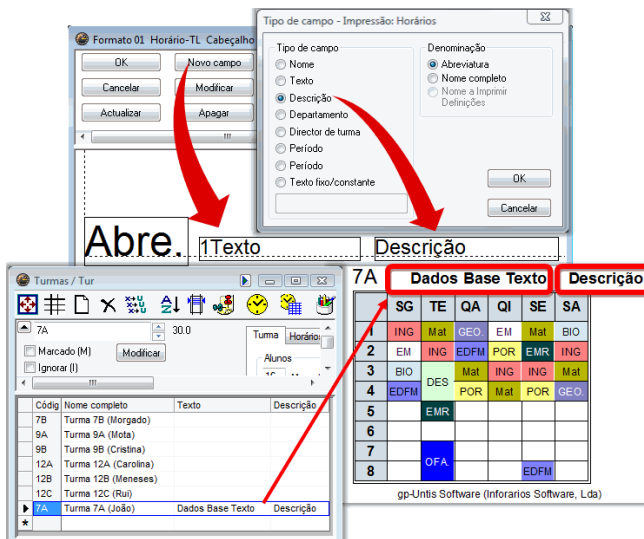 Formato 01 Horário-TL Cabeçalho
OK Novo campo
Cancelar Modificar
Actualizar Apagar
Abre. 1Texto Descrição
Tipo de campo - Impressão: Horários
Tipo de campo
Nome
Texto
Descrição
Departamento
Director de turma
Período
Período
Texto fixo/constante
Denominação
Abreviatura
Nome completo
Nome a Imprimir
Definições
OK
Cancelar
Turmas / Tur
7A 30.0
Marcado (M) Modificar
Ignorar (I)
Turma Horário
Alunos
Códig Nome completo Texto Descrição
7B Turma 7B (Morgado)
9A Turma 9A (Mota)
9B Turma 9B (Cristina)
12A Turma 12A (Carolina)
12B Turma 12B (Meneses)
12C Turma 12C (Rui)
7A Turma 7A (João) Dados Base Texto Descrição
7A Dados Base Texto Descrição
SG TE QA QI SE SA
1 ING Mat GEO. EM Mat BIO
2 EM ING EDFM POR EMR ING
3 BIO DES Mat ING ING Mat
4 EDFM POR Mat POR GEO.
5 EMR
6
7 OFA.
8 EDFM
gp-Untis Software (Inforarios Software, Lda)